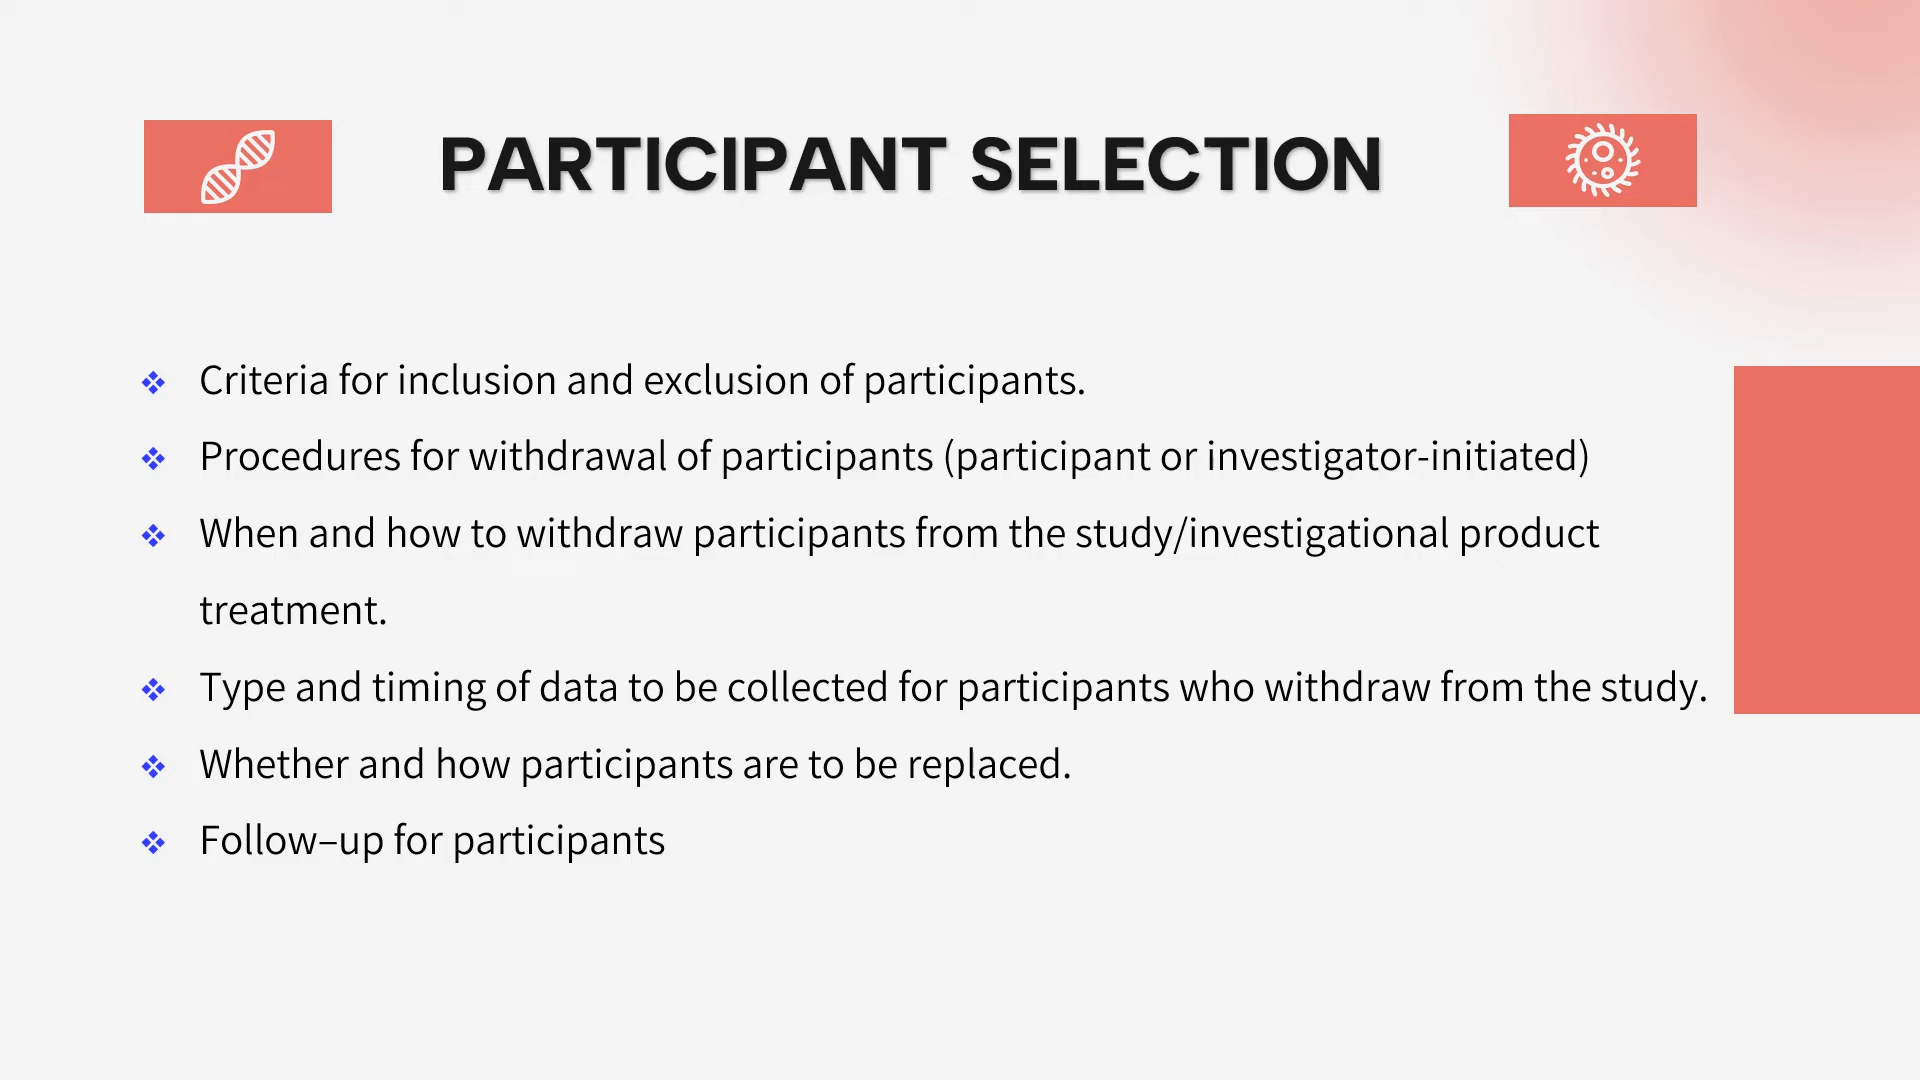 PARTICIPANT SELECTION
❖ Criteria for inclusion and exclusion of participants.
❖ Procedures for withdrawal of participants (participant or investigator-initiated)
❖ When and how to withdraw participants from the study/investigational product
treatment.
❖ Type and timing of data to be collected for participants who withdraw from the study.
❖ Whether and how participants are to be replaced.
❖ Follow–up for participants